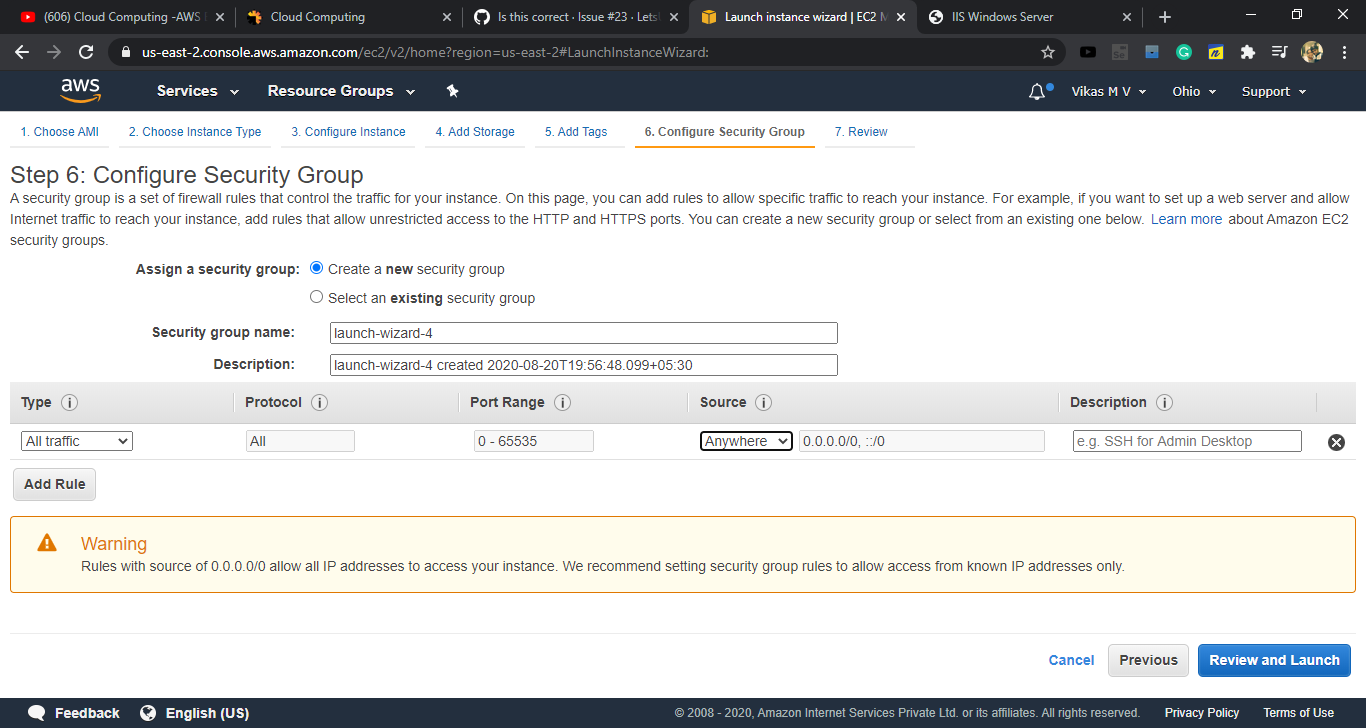 (606) Cloud Computing -AWS
Cloud Computing
Is this correct · Issue #23 · Lets
Launch instance wizard | EC2 M
IIS Windows Server
us-east-2.console.aws.amazon.com/ec2/v2/home?region=us-east-2#LaunchInstanceWizard:
aws
Services
Resource Groups
Vikas M V
Ohio
Support
1. Choose AMI
2. Choose Instance Type
3. Configure Instance
4. Add Storage
5. Add Tags
6. Configure Security Group
7. Review
Step 6: Configure Security Group
A security group is a set of firewall rules that control the traffic for your instance. On this page, you can add rules to allow specific traffic to reach your instance. For example, if you want to set up a web server and allow
Internet traffic to reach your instance, add rules that allow unrestricted access to the HTTP and HTTPS ports. You can create a new security group or select from an existing one below. Learn more about Amazon EC2
security groups.
Assign a security group:
Create a new security group
Select an existing security group
Security group name:
launch-wizard-4
Description:
launch-wizard-4 created 2020-08-20T19:56:48.099+05:30
Type i
Protocol i
Port Range i
Source i
Description i
All traffic
All
0 - 65535
Anywhere
0.0.0.0/0, ::/0
e.g. SSH for Admin Desktop
Add Rule
Warning
Rules with source of 0.0.0.0/0 allow all IP addresses to access your instance. We recommend setting security group rules to allow access from known IP addresses only.
Cancel
Previous
Review and Launch
Feedback
English (US)
© 2008 - 2020, Amazon Internet Services Private Ltd. or its affiliates. All rights reserved.
Privacy Policy
Terms of Use